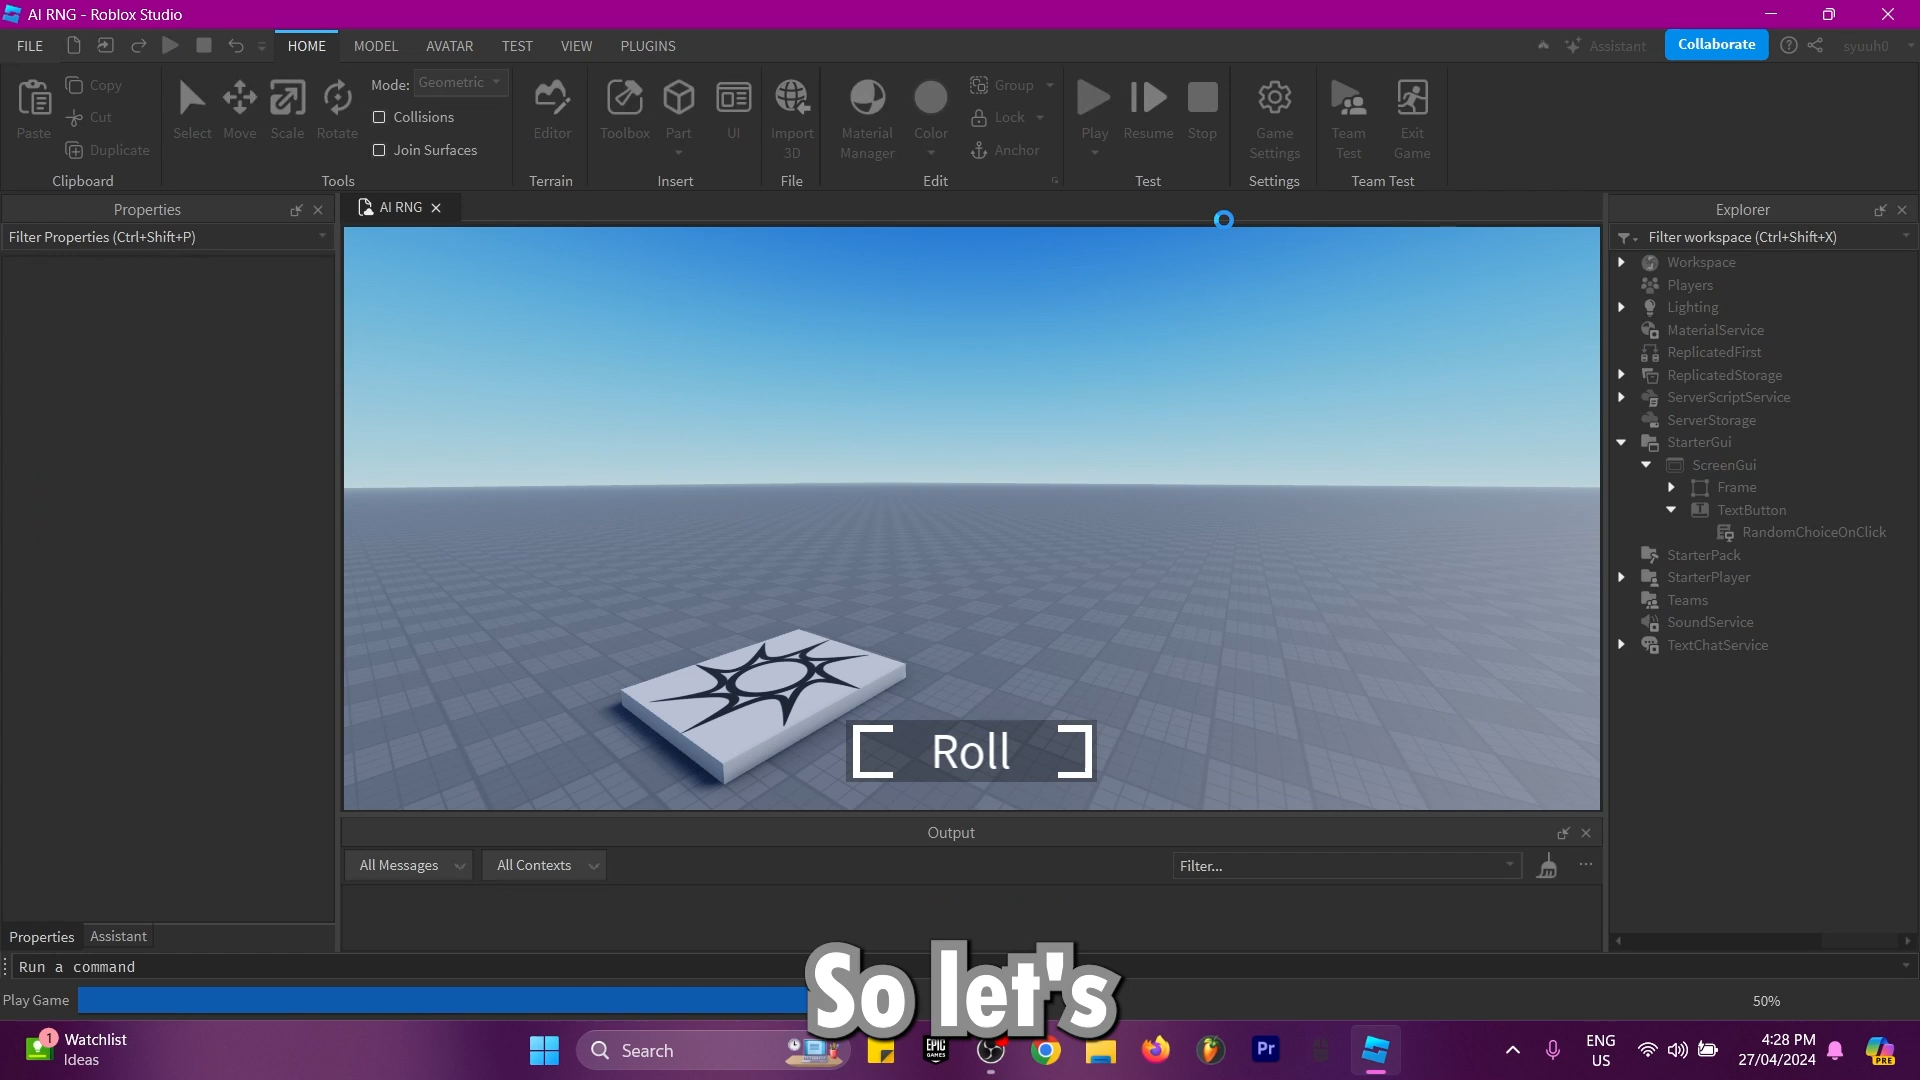 AI RNG - Roblox Studio
FILE HOME MODEL AVATAR TEST VIEW PLUGINS Assistant Collaborate syuuh0
Paste
Copy
Cut
Duplicate
Clipboard
Select Move Scale Rotate
Mode: Geometric
Collisions
Join Surfaces
Tools
Editor
Terrain
Toolbox Part UI
Insert
Import
3D
File
Material
Manager
Color
Group
Lock
Anchor
Edit
Play Resume Stop
Test
Game
Settings
Settings
Team
Test
Exit
Game
Team Test
Properties
Filter Properties (Ctrl+Shift+P)
AI RNG
Roll
Explorer
Filter workspace (Ctrl+Shift+X)
Workspace
Players
Lighting
MaterialService
ReplicatedFirst
ReplicatedStorage
ServerScriptService
ServerStorage
StarterGui
ScreenGui
Frame
TextButton
RandomChoiceOnClick
StarterPack
StarterPlayer
Teams
SoundService
TextChatService
Output
All Messages All Contexts Filter...
Properties Assistant
Run a command
Play Game 50%
So let's
1
Watchlist
Ideas
Search
EPIC
GAMES
Pr
ENG
US
4:28 PM
27/04/2024
PRE